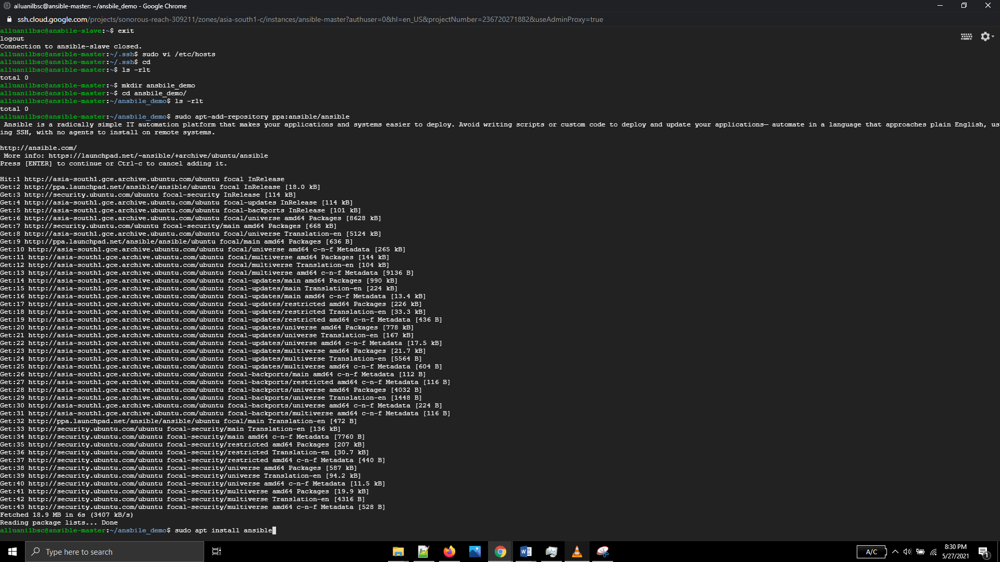 alluanilbsc@ansible-master: ~/ansbile_demo - Google Chrome
ssh.cloud.google.com/projects/sonorous-reach-309211/zones/asia-south1-c/instances/ansible-master?authuser=0&hl=en_US&projectNumber=236720271882&useAdminProxy=true
alluanilbsc@ansbile-slave:~$ exit
logout
Connection to ansible-slave closed.
alluanilbsc@ansible-master:~/.ssh$ sudo vi /etc/hosts
alluanilbsc@ansible-master:~/.ssh$ cd
alluanilbsc@ansible-master:~$ ls -rlt
total 0
alluanilbsc@ansible-master:~$ mkdir ansbile_demo
alluanilbsc@ansible-master:~$ cd ansbile_demo/
alluanilbsc@ansible-master:~/ansbile_demo$ ls -rlt
total 0
alluanilbsc@ansible-master:~/ansbile_demo$ sudo apt-add-repository ppa:ansible/ansible
Ansible is a radically simple IT automation platform that makes your applications and systems easier to deploy. Avoid writing scripts or custom code to deploy and update your applications— automate in a language that approaches plain English, us
ing SSH, with no agents to install on remote systems.
http://ansible.com/
More info: https://launchpad.net/~ansible/+archive/ubuntu/ansible
Press [ENTER] to continue or Ctrl-c to cancel adding it.
Hit:1 http://asia-south1.gce.archive.ubuntu.com/ubuntu focal InRelease
Get:2 http://ppa.launchpad.net/ansible/ansible/ubuntu focal InRelease [18.0 kB]
Get:3 http://security.ubuntu.com/ubuntu focal-security InRelease [114 kB]
Get:4 http://asia-south1.gce.archive.ubuntu.com/ubuntu focal-updates InRelease [114 kB]
Get:5 http://asia-south1.gce.archive.ubuntu.com/ubuntu focal-backports InRelease [101 kB]
Get:6 http://asia-south1.gce.archive.ubuntu.com/ubuntu focal/universe amd64 Packages [8628 kB]
Get:7 http://security.ubuntu.com/ubuntu focal-security/main amd64 Packages [668 kB]
Get:8 http://asia-south1.gce.archive.ubuntu.com/ubuntu focal/universe Translation-en [5124 kB]
Get:9 http://ppa.launchpad.net/ansible/ansible/ubuntu focal/main amd64 Packages [636 B]
Get:10 http://asia-south1.gce.archive.ubuntu.com/ubuntu focal/universe amd64 c-n-f Metadata [265 kB]
Get:11 http://asia-south1.gce.archive.ubuntu.com/ubuntu focal/multiverse amd64 Packages [144 kB]
Get:12 http://asia-south1.gce.archive.ubuntu.com/ubuntu focal/multiverse Translation-en [104 kB]
Get:13 http://asia-south1.gce.archive.ubuntu.com/ubuntu focal/multiverse amd64 c-n-f Metadata [9136 B]
Get:14 http://asia-south1.gce.archive.ubuntu.com/ubuntu focal-updates/main amd64 Packages [990 kB]
Get:15 http://asia-south1.gce.archive.ubuntu.com/ubuntu focal-updates/main Translation-en [224 kB]
Get:16 http://asia-south1.gce.archive.ubuntu.com/ubuntu focal-updates/main amd64 c-n-f Metadata [13.4 kB]
Get:17 http://asia-south1.gce.archive.ubuntu.com/ubuntu focal-updates/restricted amd64 Packages [226 kB]
Get:18 http://asia-south1.gce.archive.ubuntu.com/ubuntu focal-updates/restricted Translation-en [33.3 kB]
Get:19 http://asia-south1.gce.archive.ubuntu.com/ubuntu focal-updates/restricted amd64 c-n-f Metadata [436 B]
Get:20 http://asia-south1.gce.archive.ubuntu.com/ubuntu focal-updates/universe amd64 Packages [778 kB]
Get:21 http://asia-south1.gce.archive.ubuntu.com/ubuntu focal-updates/universe Translation-en [167 kB]
Get:22 http://asia-south1.gce.archive.ubuntu.com/ubuntu focal-updates/universe amd64 c-n-f Metadata [17.5 kB]
Get:23 http://asia-south1.gce.archive.ubuntu.com/ubuntu focal-updates/multiverse amd64 Packages [21.7 kB]
Get:24 http://asia-south1.gce.archive.ubuntu.com/ubuntu focal-updates/multiverse Translation-en [5564 B]
Get:25 http://asia-south1.gce.archive.ubuntu.com/ubuntu focal-updates/multiverse amd64 c-n-f Metadata [604 B]
Get:26 http://asia-south1.gce.archive.ubuntu.com/ubuntu focal-backports/main amd64 c-n-f Metadata [112 B]
Get:27 http://asia-south1.gce.archive.ubuntu.com/ubuntu focal-backports/restricted amd64 c-n-f Metadata [116 B]
Get:28 http://asia-south1.gce.archive.ubuntu.com/ubuntu focal-backports/universe amd64 Packages [4032 B]
Get:29 http://asia-south1.gce.archive.ubuntu.com/ubuntu focal-backports/universe Translation-en [1448 B]
Get:30 http://asia-south1.gce.archive.ubuntu.com/ubuntu focal-backports/universe amd64 c-n-f Metadata [224 B]
Get:31 http://asia-south1.gce.archive.ubuntu.com/ubuntu focal-backports/multiverse amd64 c-n-f Metadata [116 B]
Get:32 http://ppa.launchpad.net/ansible/ansible/ubuntu focal/main Translation-en [472 B]
Get:33 http://security.ubuntu.com/ubuntu focal-security/main Translation-en [136 kB]
Get:34 http://security.ubuntu.com/ubuntu focal-security/main amd64 c-n-f Metadata [7760 B]
Get:35 http://security.ubuntu.com/ubuntu focal-security/restricted amd64 Packages [207 kB]
Get:36 http://security.ubuntu.com/ubuntu focal-security/restricted Translation-en [30.7 kB]
Get:37 http://security.ubuntu.com/ubuntu focal-security/restricted amd64 c-n-f Metadata [440 B]
Get:38 http://security.ubuntu.com/ubuntu focal-security/universe amd64 Packages [587 kB]
Get:39 http://security.ubuntu.com/ubuntu focal-security/universe Translation-en [94.2 kB]
Get:40 http://security.ubuntu.com/ubuntu focal-security/universe amd64 c-n-f Metadata [11.5 kB]
Get:41 http://security.ubuntu.com/ubuntu focal-security/multiverse amd64 Packages [19.9 kB]
Get:42 http://security.ubuntu.com/ubuntu focal-security/multiverse Translation-en [4316 B]
Get:43 http://security.ubuntu.com/ubuntu focal-security/multiverse amd64 c-n-f Metadata [528 B]
Fetched 18.9 MB in 6s (3407 kB/s)
Reading package lists... Done
alluanilbsc@ansible-master:~/ansbile_demo$ sudo apt install ansible
Type here to search
A/C
8:30 PM
5/27/2021
1